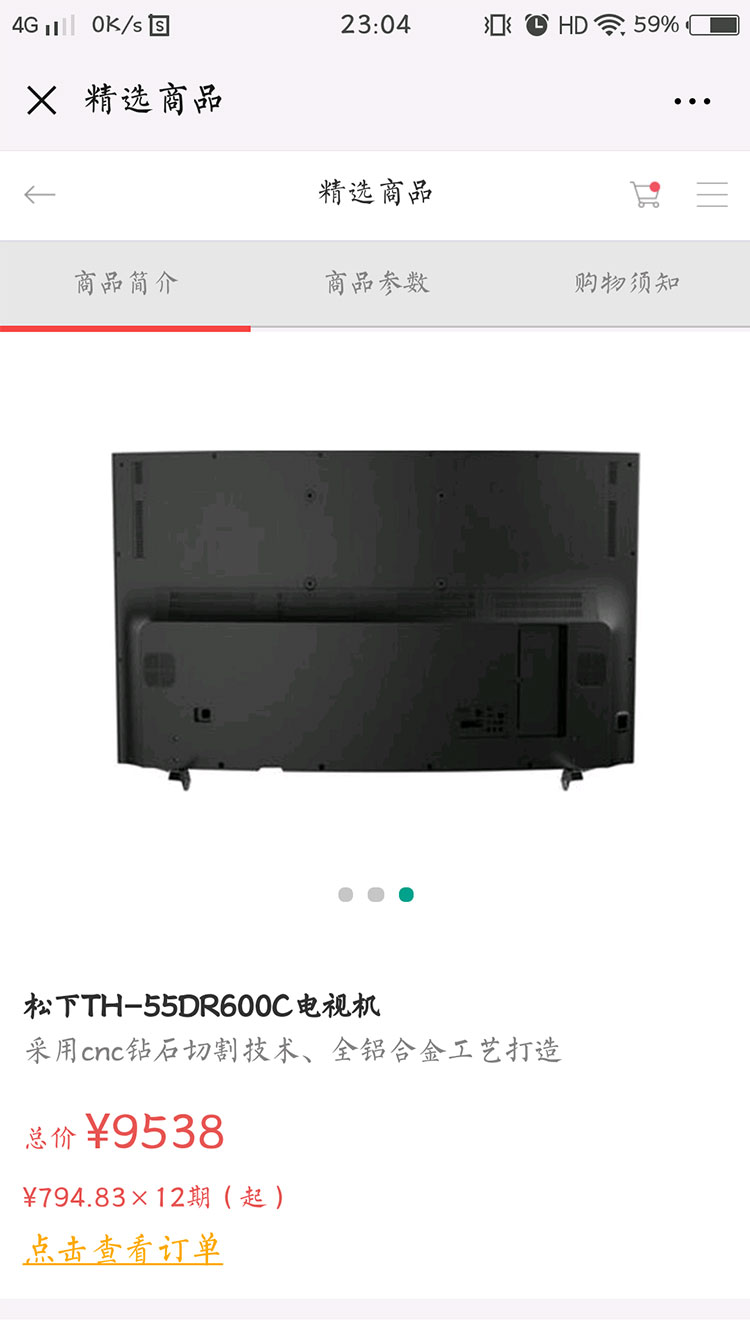 4G 0K/s 23:04 HD 59%
精选商品
精选商品
商品简介 商品参数 购物须知
松下TH-55DR600C电视机
采用cnc钻石切割技术、全铝合金工艺打造
总价 ¥9538
¥794.83×12期(起)
点击查看订单